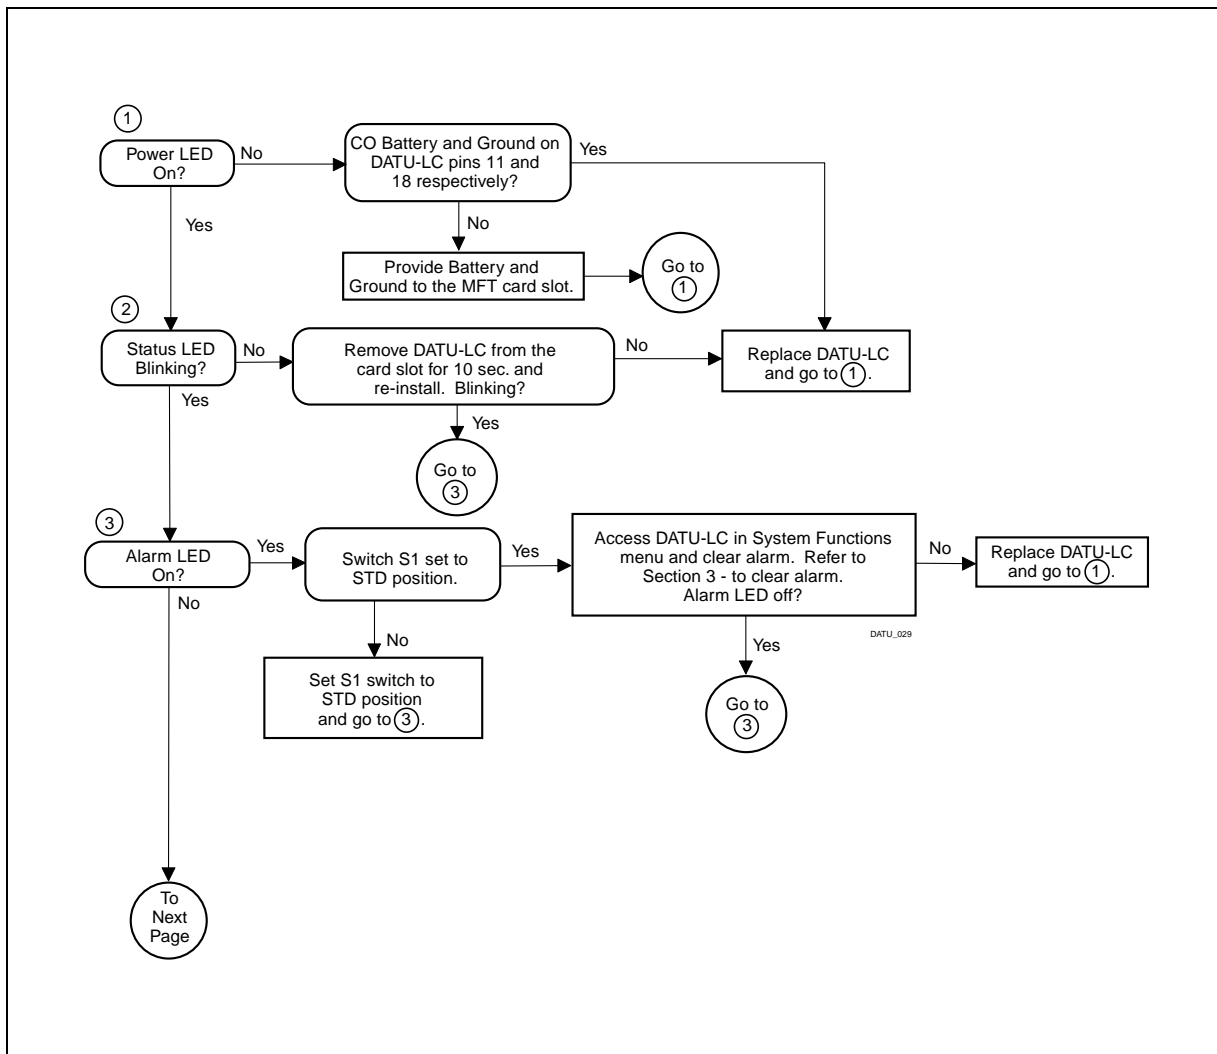 1
Power LED
On?
No
CO Battery and Ground on
DATU-LC pins 11 and
18 respectively?
Yes
Yes
No
Provide Battery and
Ground to the MFT card slot.
Go to
1
2
Status LED
Blinking?
No
Remove DATU-LC from the
card slot for 10 sec. and
re-install.  Blinking?
No
Replace DATU-LC
and go to 1.
Yes
Yes
Go to
3
3
Alarm LED
On?
Yes
Switch S1 set to
STD position.
Yes
Access DATU-LC in System Functions
menu and clear alarm.  Refer to
Section 3 - to clear alarm.
Alarm LED off?
No
Replace DATU-LC
and go to 1.
No
No
Yes
DATU_029
Set S1 switch to
STD position
and go to 3.
Go to
3
To
Next
Page